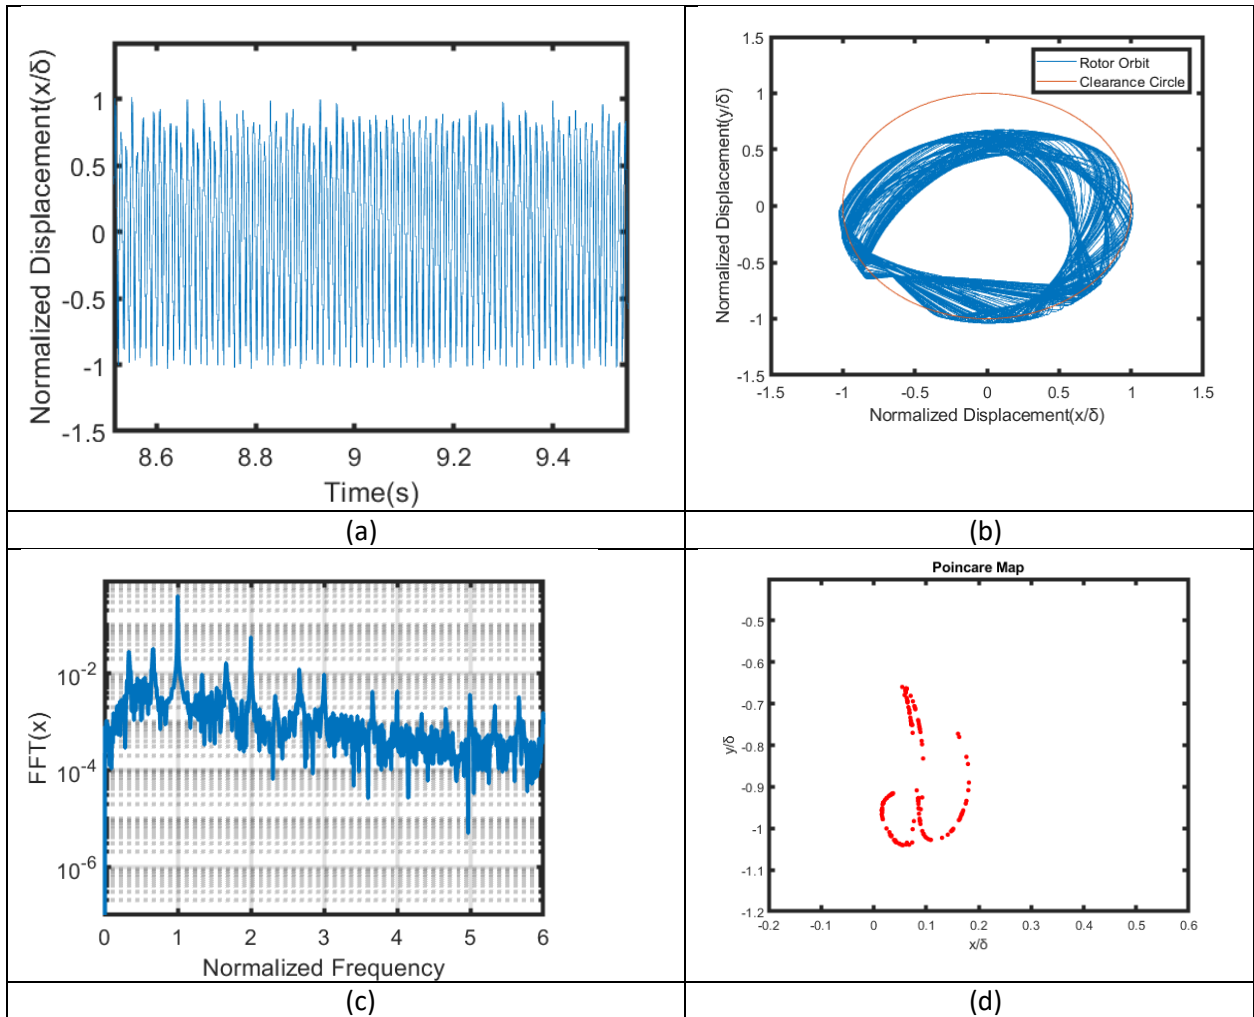 Normalized Displacement(x/δ)
1
0.5
0
-0.5
-1
-1.5
8.6 8.8 9 9.2 9.4
Time(s)
(a)
Normalized Displacement(y/δ)
1.5
1
0.5
0
-0.5
-1
-1.5
Rotor Orbit
Clearance Circle
-1.5 -1 -0.5 0 0.5 1 1.5
Normalized Displacement(x/δ)
(b)
FFT(x)
10-2
10-4
10-6
0 1 2 3 4 5 6
Normalized Frequency
(c)
Poincare Map
y/δ
-0.5
-0.6
-0.7
-0.8
-0.9
-1
-1.1
-1.2
-0.2 -0.1 0 0.1 0.2 0.3 0.4 0.5 0.6
x/δ
(d)